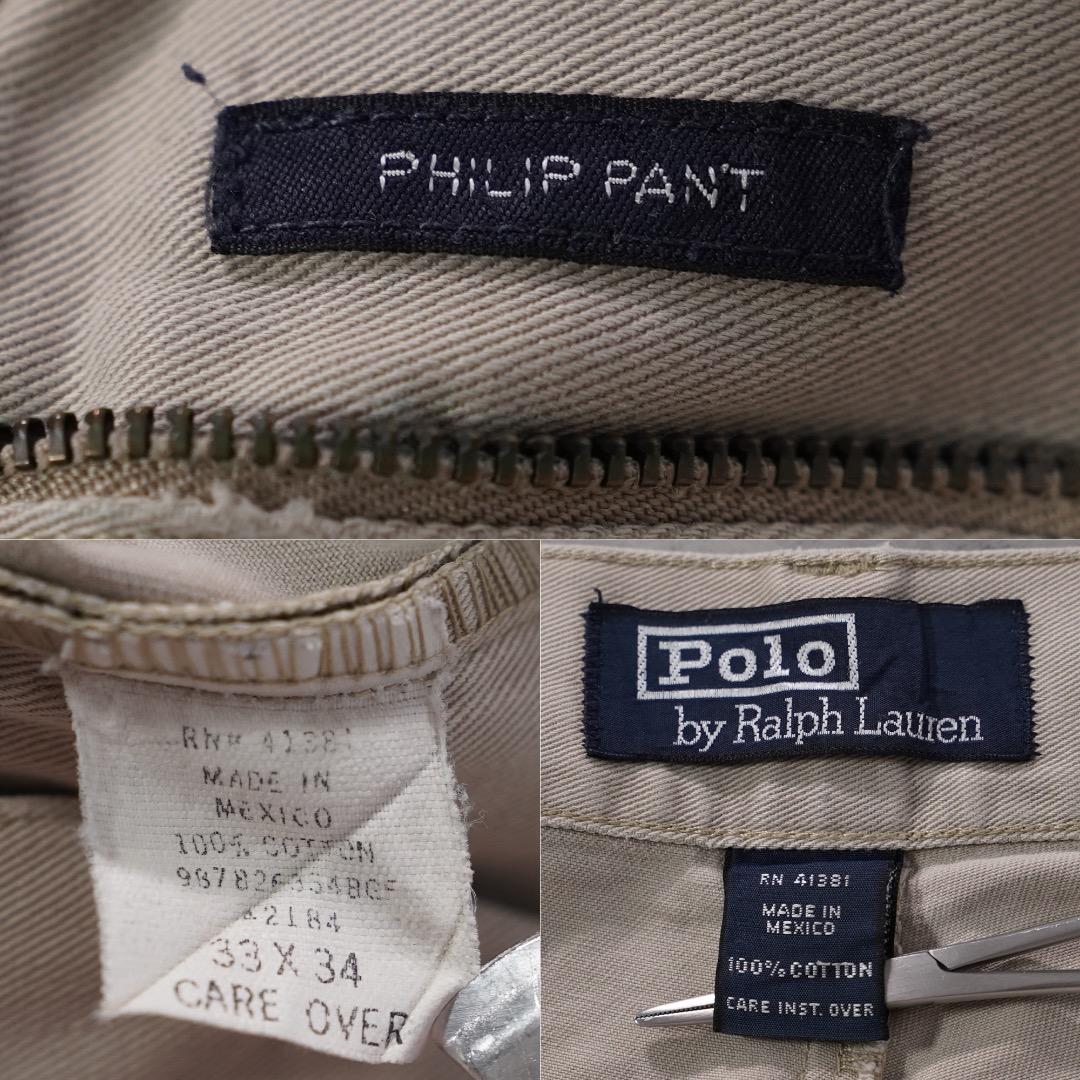 PHILIP PANT
RN# 41381
MADE IN
MEXICO
100% COTTON
2184
33 X 34
CARE OVER
Polo
by Ralph Lauren
RN 41381
MADE IN
MEXICO
100% COTTON
CARE INST. OVER